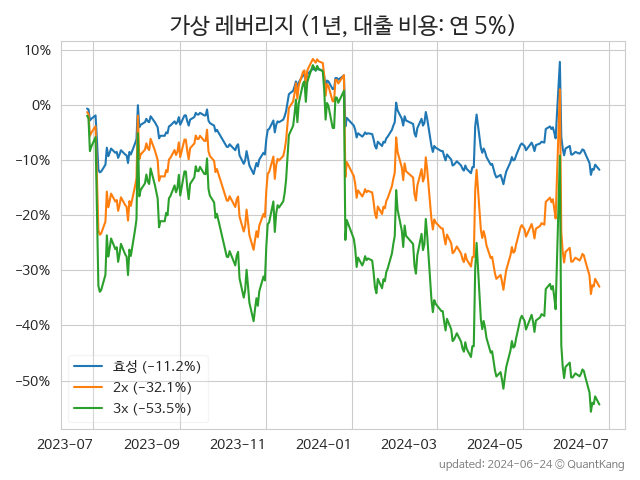 가상 레버리지 (1년, 대출 비용: 연 5%)
10%
0%
−10%
−20%
−30%
−40%
−50%
효성 (−11.2%)
2x (−32.1%)
3x (−53.5%)
2023-07 2023-09 2023-11 2024-01 2024-03 2024-05 2024-07
updated: 2024-06-24 © QuantKang